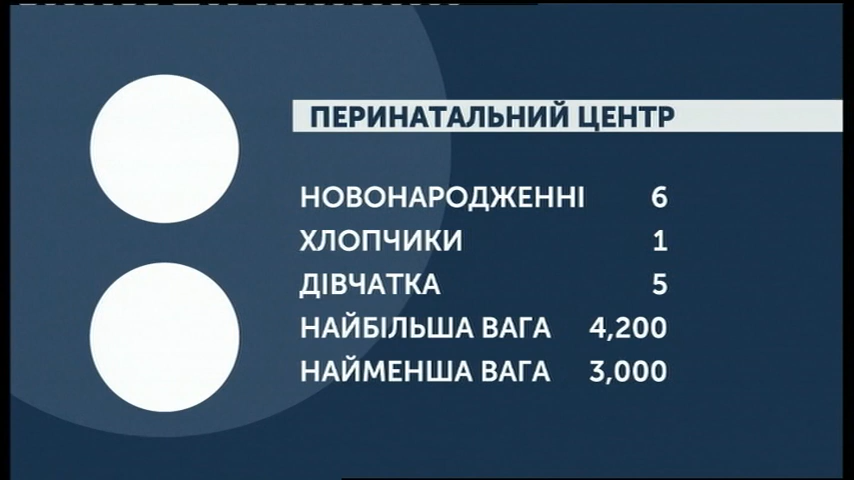 ПЕРИНАТАЛЬНИЙ ЦЕНТР
НОВОНАРОДЖЕННІ 6
ХЛОПЧИКИ 1
ДІВЧАТКА 5
НАЙБІЛЬША ВАГА 4,200
НАЙМЕНША ВАГА 3,000